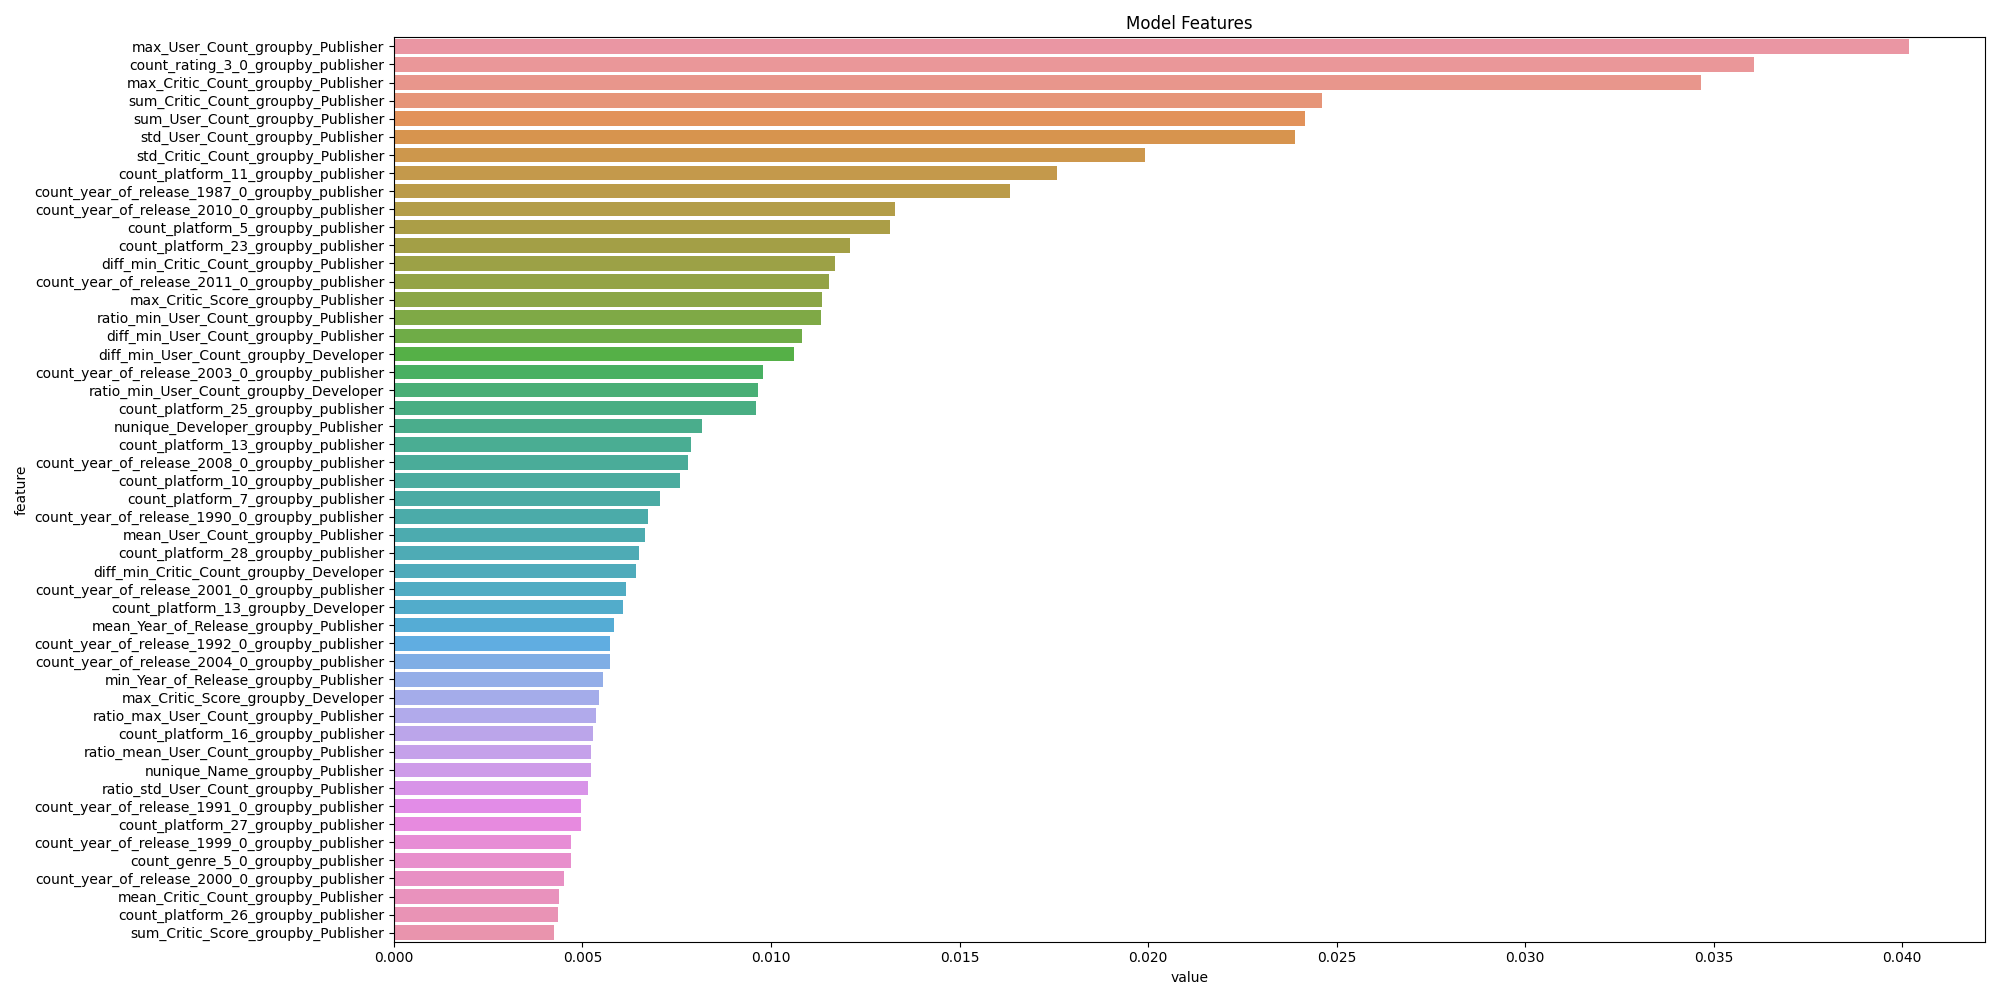 Model Features
max_User_Count_groupby_Publisher
count_rating_3_0_groupby_publisher
max_Critic_Count_groupby_Publisher
sum_Critic_Count_groupby_Publisher
sum_User_Count_groupby_Publisher
std_User_Count_groupby_Publisher
std_Critic_Count_groupby_Publisher
count_platform_11_groupby_publisher
count_year_of_release_1987_0_groupby_publisher
count_year_of_release_2010_0_groupby_publisher
count_platform_5_groupby_publisher
count_platform_23_groupby_publisher
diff_min_Critic_Count_groupby_Publisher
count_year_of_release_2011_0_groupby_publisher
max_Critic_Score_groupby_Publisher
ratio_min_User_Count_groupby_Publisher
diff_min_User_Count_groupby_Publisher
diff_min_User_Count_groupby_Developer
count_year_of_release_2003_0_groupby_publisher
ratio_min_User_Count_groupby_Developer
count_platform_25_groupby_publisher
nunique_Developer_groupby_Publisher
count_platform_13_groupby_publisher
count_year_of_release_2008_0_groupby_publisher
count_platform_10_groupby_publisher
count_platform_7_groupby_publisher
count_year_of_release_1990_0_groupby_publisher
mean_User_Count_groupby_Publisher
count_platform_28_groupby_publisher
diff_min_Critic_Count_groupby_Developer
count_year_of_release_2001_0_groupby_publisher
count_platform_13_groupby_Developer
mean_Year_of_Release_groupby_Publisher
count_year_of_release_1992_0_groupby_publisher
count_year_of_release_2004_0_groupby_publisher
min_Year_of_Release_groupby_Publisher
max_Critic_Score_groupby_Developer
ratio_max_User_Count_groupby_Publisher
count_platform_16_groupby_publisher
ratio_mean_User_Count_groupby_Publisher
nunique_Name_groupby_Publisher
ratio_std_User_Count_groupby_Publisher
count_year_of_release_1991_0_groupby_publisher
count_platform_27_groupby_publisher
count_year_of_release_1999_0_groupby_publisher
count_genre_5_0_groupby_publisher
count_year_of_release_2000_0_groupby_publisher
mean_Critic_Count_groupby_Publisher
count_platform_26_groupby_publisher
sum_Critic_Score_groupby_Publisher
feature
0.000 0.005 0.010 0.015 0.020 0.025 0.030 0.035 0.040
value